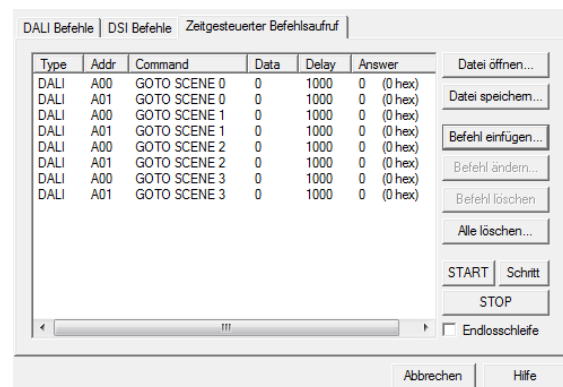 DALI Befehle DSI Befehle Zeitgesteuerter Befehlsaufruf
Type Addr Command Data Delay Answer
DALI A00 GOTO SCENE 0 0 1000 0 (0 hex)
DALI A01 GOTO SCENE 0 0 1000 0 (0 hex)
DALI A00 GOTO SCENE 1 0 1000 0 (0 hex)
DALI A01 GOTO SCENE 1 0 1000 0 (0 hex)
DALI A00 GOTO SCENE 2 0 1000 0 (0 hex)
DALI A01 GOTO SCENE 2 0 1000 0 (0 hex)
DALI A00 GOTO SCENE 3 0 1000 0 (0 hex)
DALI A01 GOTO SCENE 3 0 1000 0 (0 hex)
Datei öffnen...
Datei speichern...
Befehl einfügen...
Befehl ändern...
Befehl löschen
Alle löschen...
START Schritt
STOP
Endlosschleife
Abbrechen Hilfe